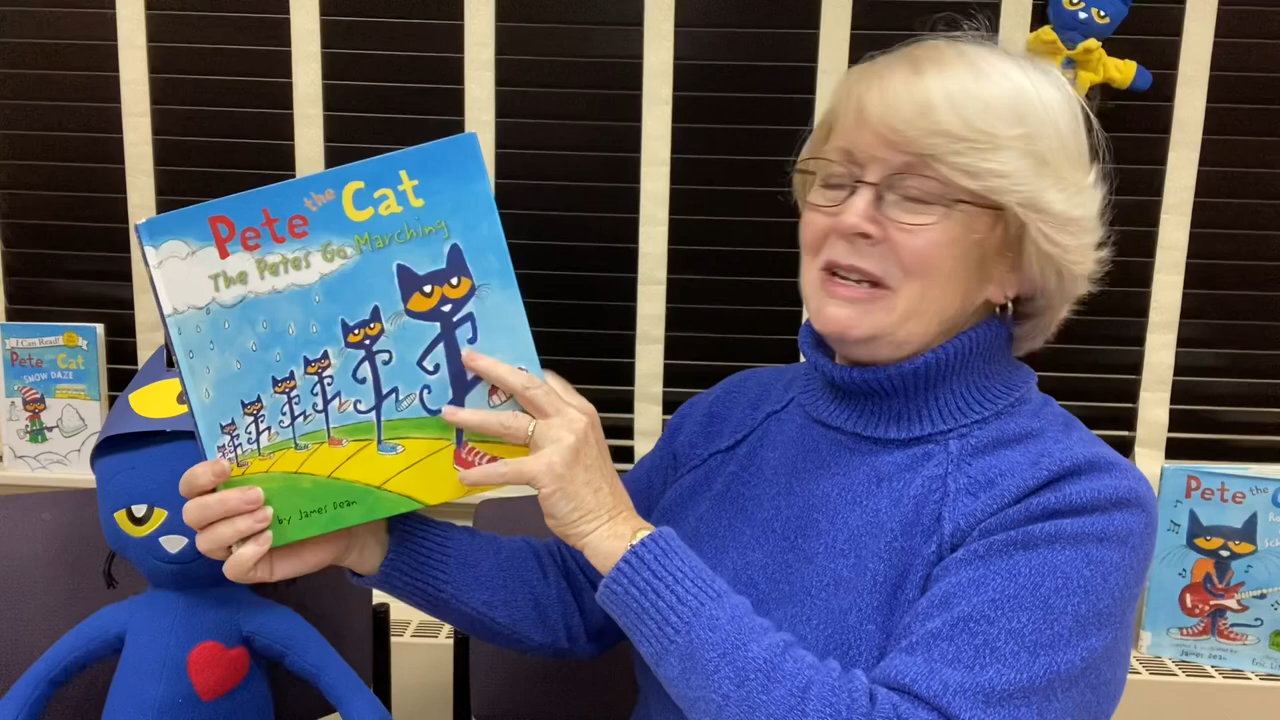 Pete the Cat
The Petes Go Marching
by James Dean
I Can Read!
Pete the Cat
SNOW DAZE
Pete the
James Dean
Eric